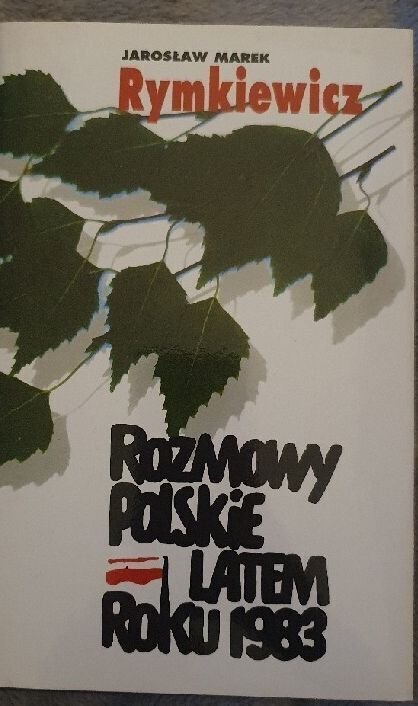 JAROSŁAW MAREK
Rymkiewicz
ROZMOWY
POLSKIE
LATEM
ROKU 1983